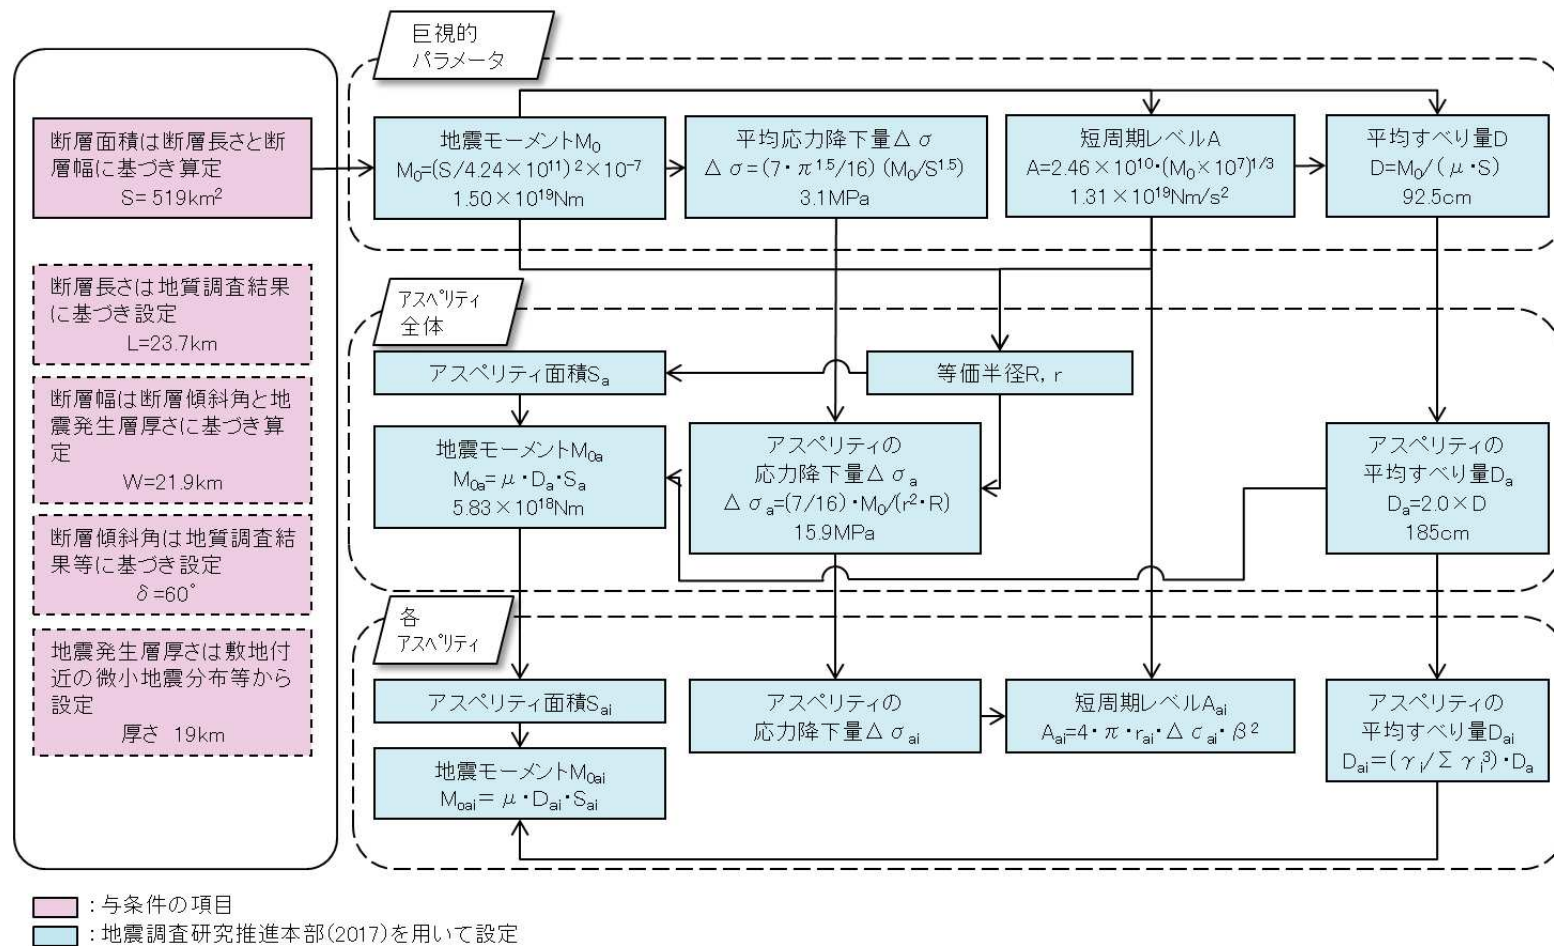 巨視的
パラメータ
断層面積は断層長さと断
層幅に基づき算定
S= 519km²
地震モーメントM₀
M₀=(S/4.24×10¹¹)²×10⁻⁷
1.50×10¹⁹Nm
平均応力降下量Δσ
Δσ=(7・π¹·⁵/16) (M₀/S¹·⁵)
3.1MPa
短周期レベルA
A=2.46×10¹⁰・(M₀×10⁷)¹/³
1.31×10¹⁹Nm/s²
平均すべり量D
D=M₀/(μ・S)
92.5cm
断層長さは地質調査結果
に基づき設定
L=23.7km
断層幅は断層傾斜角と地
震発生層厚さに基づき算
定
W=21.9km
断層傾斜角は地質調査結
果等に基づき設定
δ=60°
地震発生層厚さは敷地付
近の微小地震分布等から
設定
厚さ 19km
アスペリティ
全体
アスペリティ面積Sₐ
等価半径R, r
地震モーメントM₀ₐ
M₀ₐ=μ・Dₐ・Sₐ
5.83×10¹⁸Nm
アスペリティの
応力降下量Δσₐ
Δσₐ=(7/16)・M₀/(r²・R)
15.9MPa
アスペリティの
平均すべり量Dₐ
Dₐ=2.0×D
185cm
各
アスペリティ
アスペリティ面積Sₐᵢ
地震モーメントM₀ₐᵢ
Mₒₐᵢ=μ・Dₐᵢ・Sₐᵢ
アスペリティの
応力降下量Δσₐᵢ
短周期レベルAₐᵢ
Aₐᵢ=4・π・rₐᵢ・Δσₐᵢ・β²
アスペリティの
平均すべり量Dₐᵢ
Dₐᵢ=(γᵢ/Σγᵢ³)・Dₐ
:与条件の項目
:地震調査研究推進本部(2017)を用いて設定